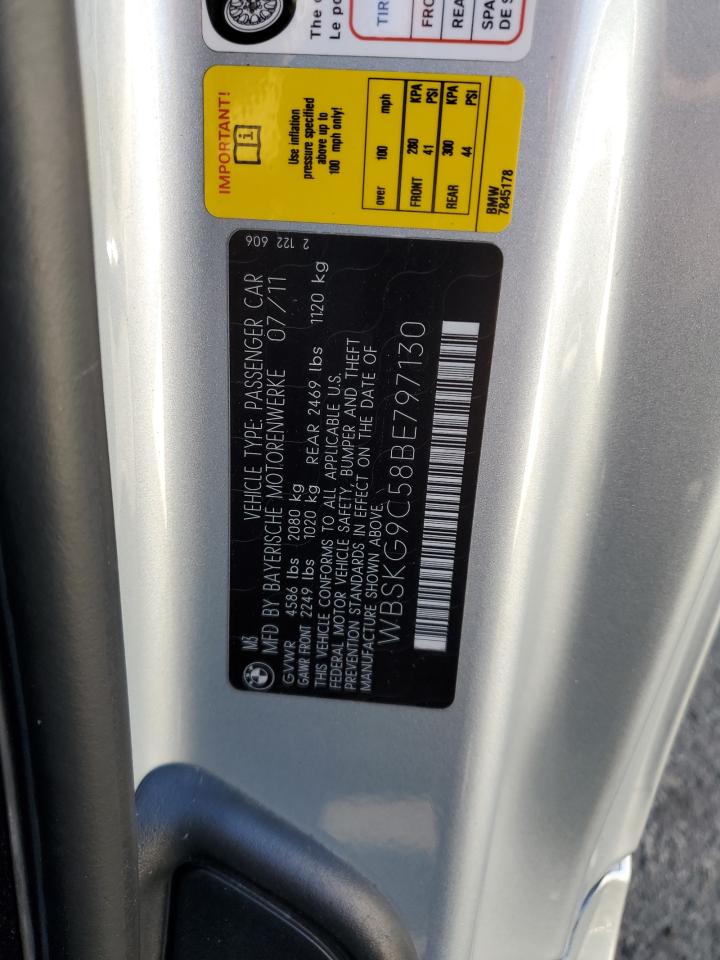 The
Le po
TIR
FRO
REA
SPA
DE S
IMPORTANT!
i
Use inflation
pressure specified
above up to
100 mph only!
over 100 mph
FRONT 280 KPA
41 PSI
REAR 300 KPA
44 PSI
BMW
7845178
2 122 606
M3 VEHICLE TYPE: PASSENGER CAR
MFD BY BAYERISCHE MOTORENWERKE 07/11
GVWR 4586 lbs 2080 kg
GAWR FRONT 2249 lbs 1020 kg REAR 2469 lbs 1120 kg
THIS VEHICLE CONFORMS TO ALL APPLICABLE U.S.
FEDERAL MOTOR VEHICLE SAFETY, BUMPER AND THEFT
PREVENTION STANDARDS IN EFFECT ON THE DATE OF
MANUFACTURE SHOWN ABOVE.
WBSKG9C58BE797130